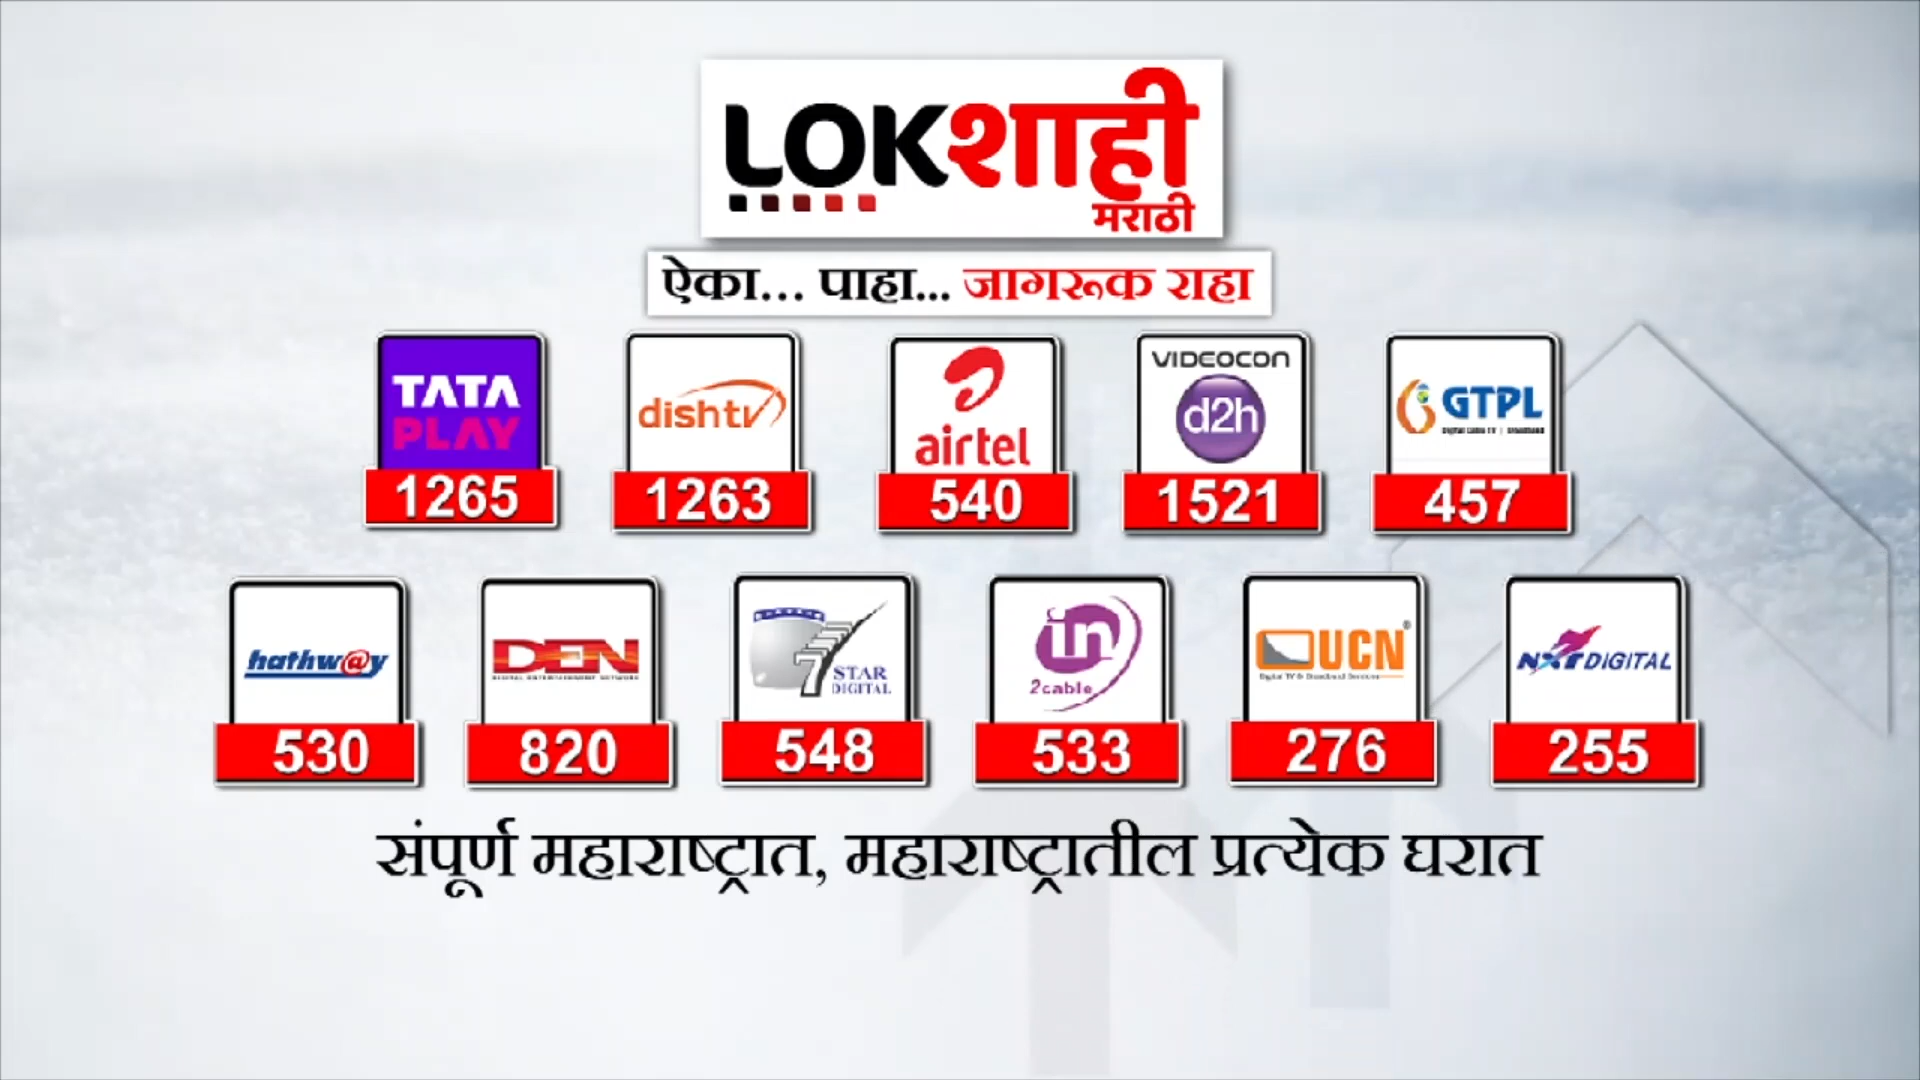 LOKशाही
मराठी
ऐका... पाहा... जागरूक राहा
TATA PLAY
dishtv
airtel
VIDEOCON d2h
GTPL
1265
1263
540
1521
457
hathw@y
DEN
7 STAR DIGITAL
in 2cable
UCN
NXTDIGITAL
530
820
548
533
276
255
संपूर्ण महाराष्ट्रात, महाराष्ट्रातील प्रत्येक घरात